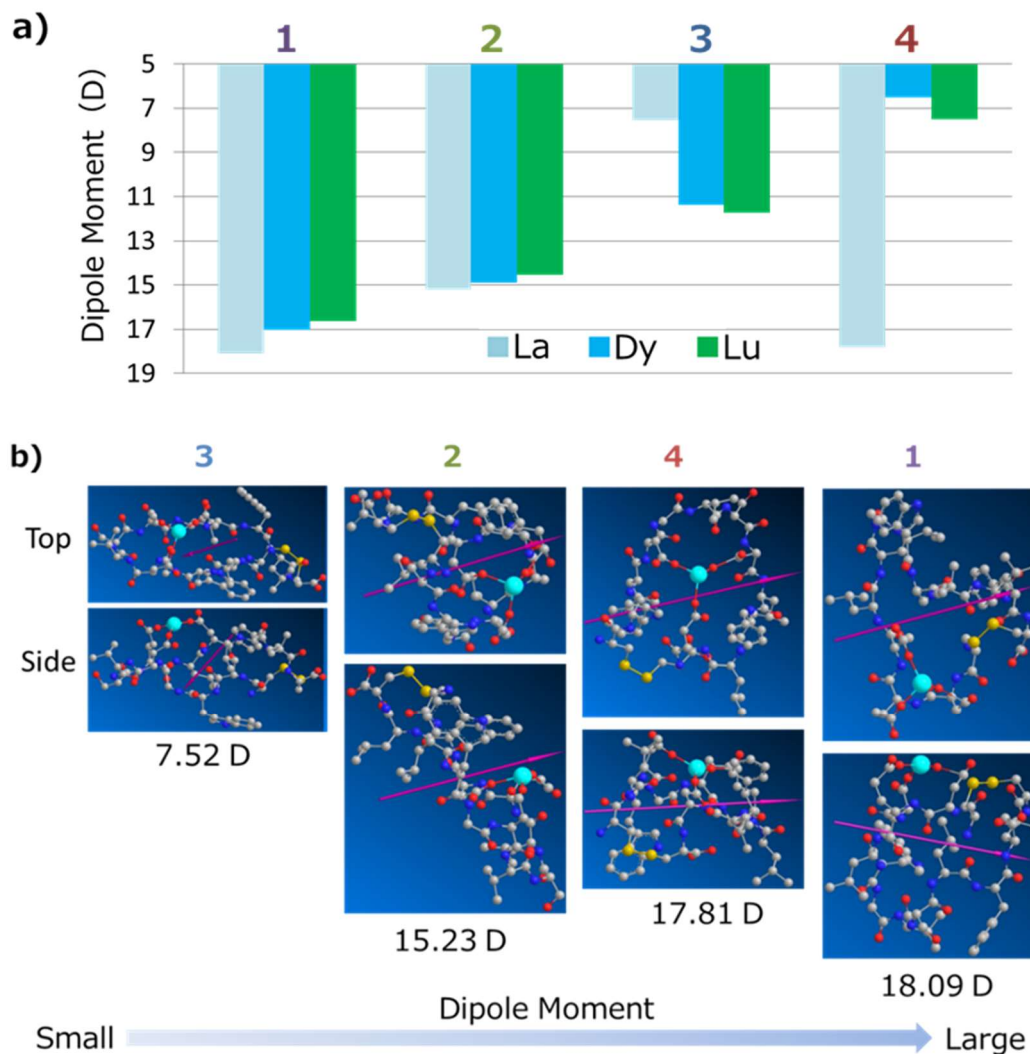 a)
1 2 3 4
Dipole Moment (D)
5
7
9
11
13
15
17
19
La Dy Lu
b)
3 2 4 1
Top
Side
7.52 D
15.23 D
17.81 D
18.09 D
Dipole Moment
Small Large